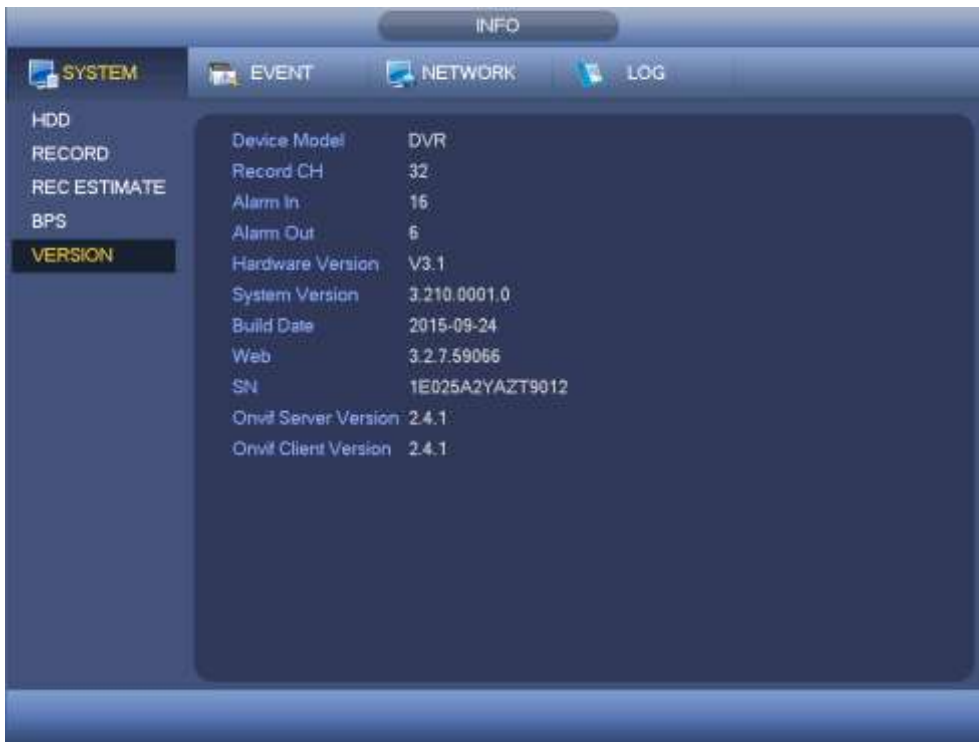 INFO
SYSTEM EVENT NETWORK LOG
HDD
RECORD
REC ESTIMATE
BPS
VERSION
Device Model DVR
Record CH 32
Alarm In 16
Alarm Out 6
Hardware Version V3.1
System Version 3.210.0001.0
Build Date 2015-09-24
Web 3.2.7.59066
SN 1E025A2YAZT9012
Onvif Server Version 2.4.1
Onvif Client Version 2.4.1